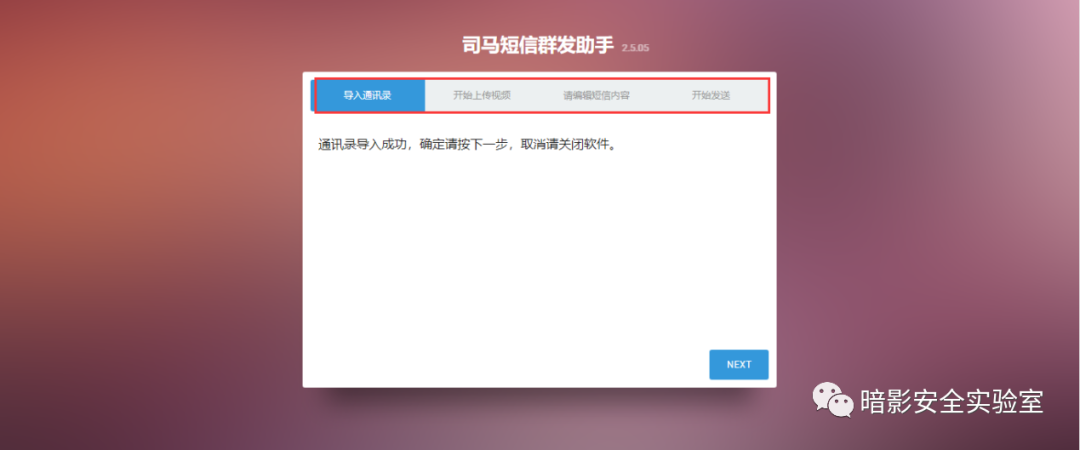 司马短信群发助手 2.5.05
导入通讯录 开始上传视频 请编辑短信内容 开始发送
通讯录导入成功，确定请按下一步，取消请关闭软件。
NEXT
暗影安全实验室